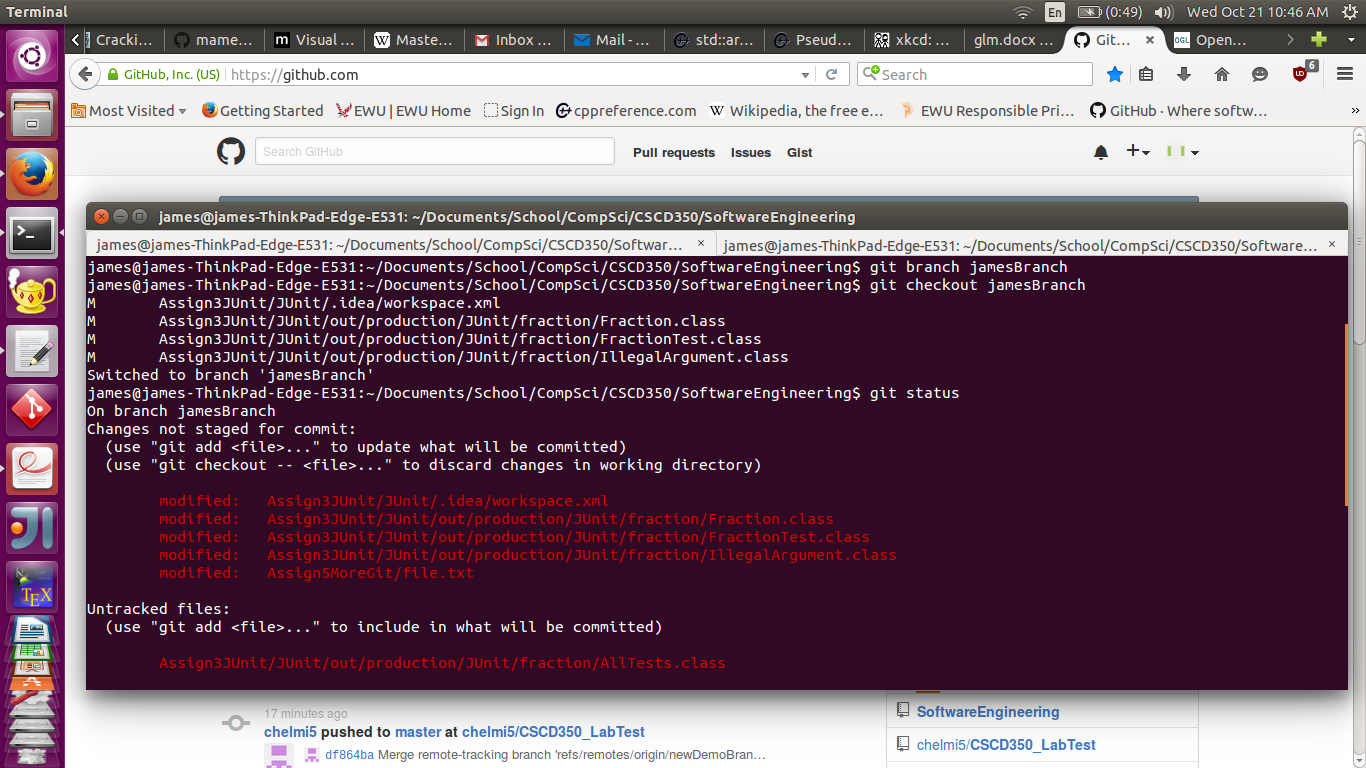 Terminal
En
(0:49)
Wed Oct 21 10:46 AM
Cracki...
mame...
Visual ...
Maste...
Inbox ...
Mail - ...
std::ar...
Pseud...
xkcd: ...
glm.docx ...
Git...
Open...
GitHub, Inc. (US)
https://github.com
Search
6
Most Visited
Getting Started
EWU | EWU Home
Sign In
cppreference.com
Wikipedia, the free e...
EWU Responsible Pri...
GitHub · Where softw...
Search GitHub
Pull requests
Issues
Gist
james@james-ThinkPad-Edge-E531: ~/Documents/School/CompSci/CSCD350/SoftwareEngineering
james@james-ThinkPad-Edge-E531: ~/Documents/School/CompSci/CSCD350/Softwar...
james@james-ThinkPad-Edge-E531: ~/Documents/School/CompSci/CSCD350/Software...
james@james-ThinkPad-Edge-E531:~/Documents/School/CompSci/CSCD350/SoftwareEngineering$ git branch jamesBranch
james@james-ThinkPad-Edge-E531:~/Documents/School/CompSci/CSCD350/SoftwareEngineering$ git checkout jamesBranch
M Assign3JUnit/JUnit/.idea/workspace.xml
M Assign3JUnit/JUnit/out/production/JUnit/fraction/Fraction.class
M Assign3JUnit/JUnit/out/production/JUnit/fraction/FractionTest.class
M Assign3JUnit/JUnit/out/production/JUnit/fraction/IllegalArgument.class
Switched to branch 'jamesBranch'
james@james-ThinkPad-Edge-E531:~/Documents/School/CompSci/CSCD350/SoftwareEngineering$ git status
On branch jamesBranch
Changes not staged for commit:
(use "git add <file>..." to update what will be committed)
(use "git checkout -- <file>..." to discard changes in working directory)
modified: Assign3JUnit/JUnit/.idea/workspace.xml
modified: Assign3JUnit/JUnit/out/production/JUnit/fraction/Fraction.class
modified: Assign3JUnit/JUnit/out/production/JUnit/fraction/FractionTest.class
modified: Assign3JUnit/JUnit/out/production/JUnit/fraction/IllegalArgument.class
modified: Assign5MoreGit/file.txt
Untracked files:
(use "git add <file>..." to include in what will be committed)
Assign3JUnit/JUnit/out/production/JUnit/fraction/AllTests.class
17 minutes ago
chelmi5 pushed to master at chelmi5/CSCD350_LabTest
df864ba Merge remote-tracking branch 'refs/remotes/origin/newDemoBran...
SoftwareEngineering
chelmi5/CSCD350_LabTest
TEX